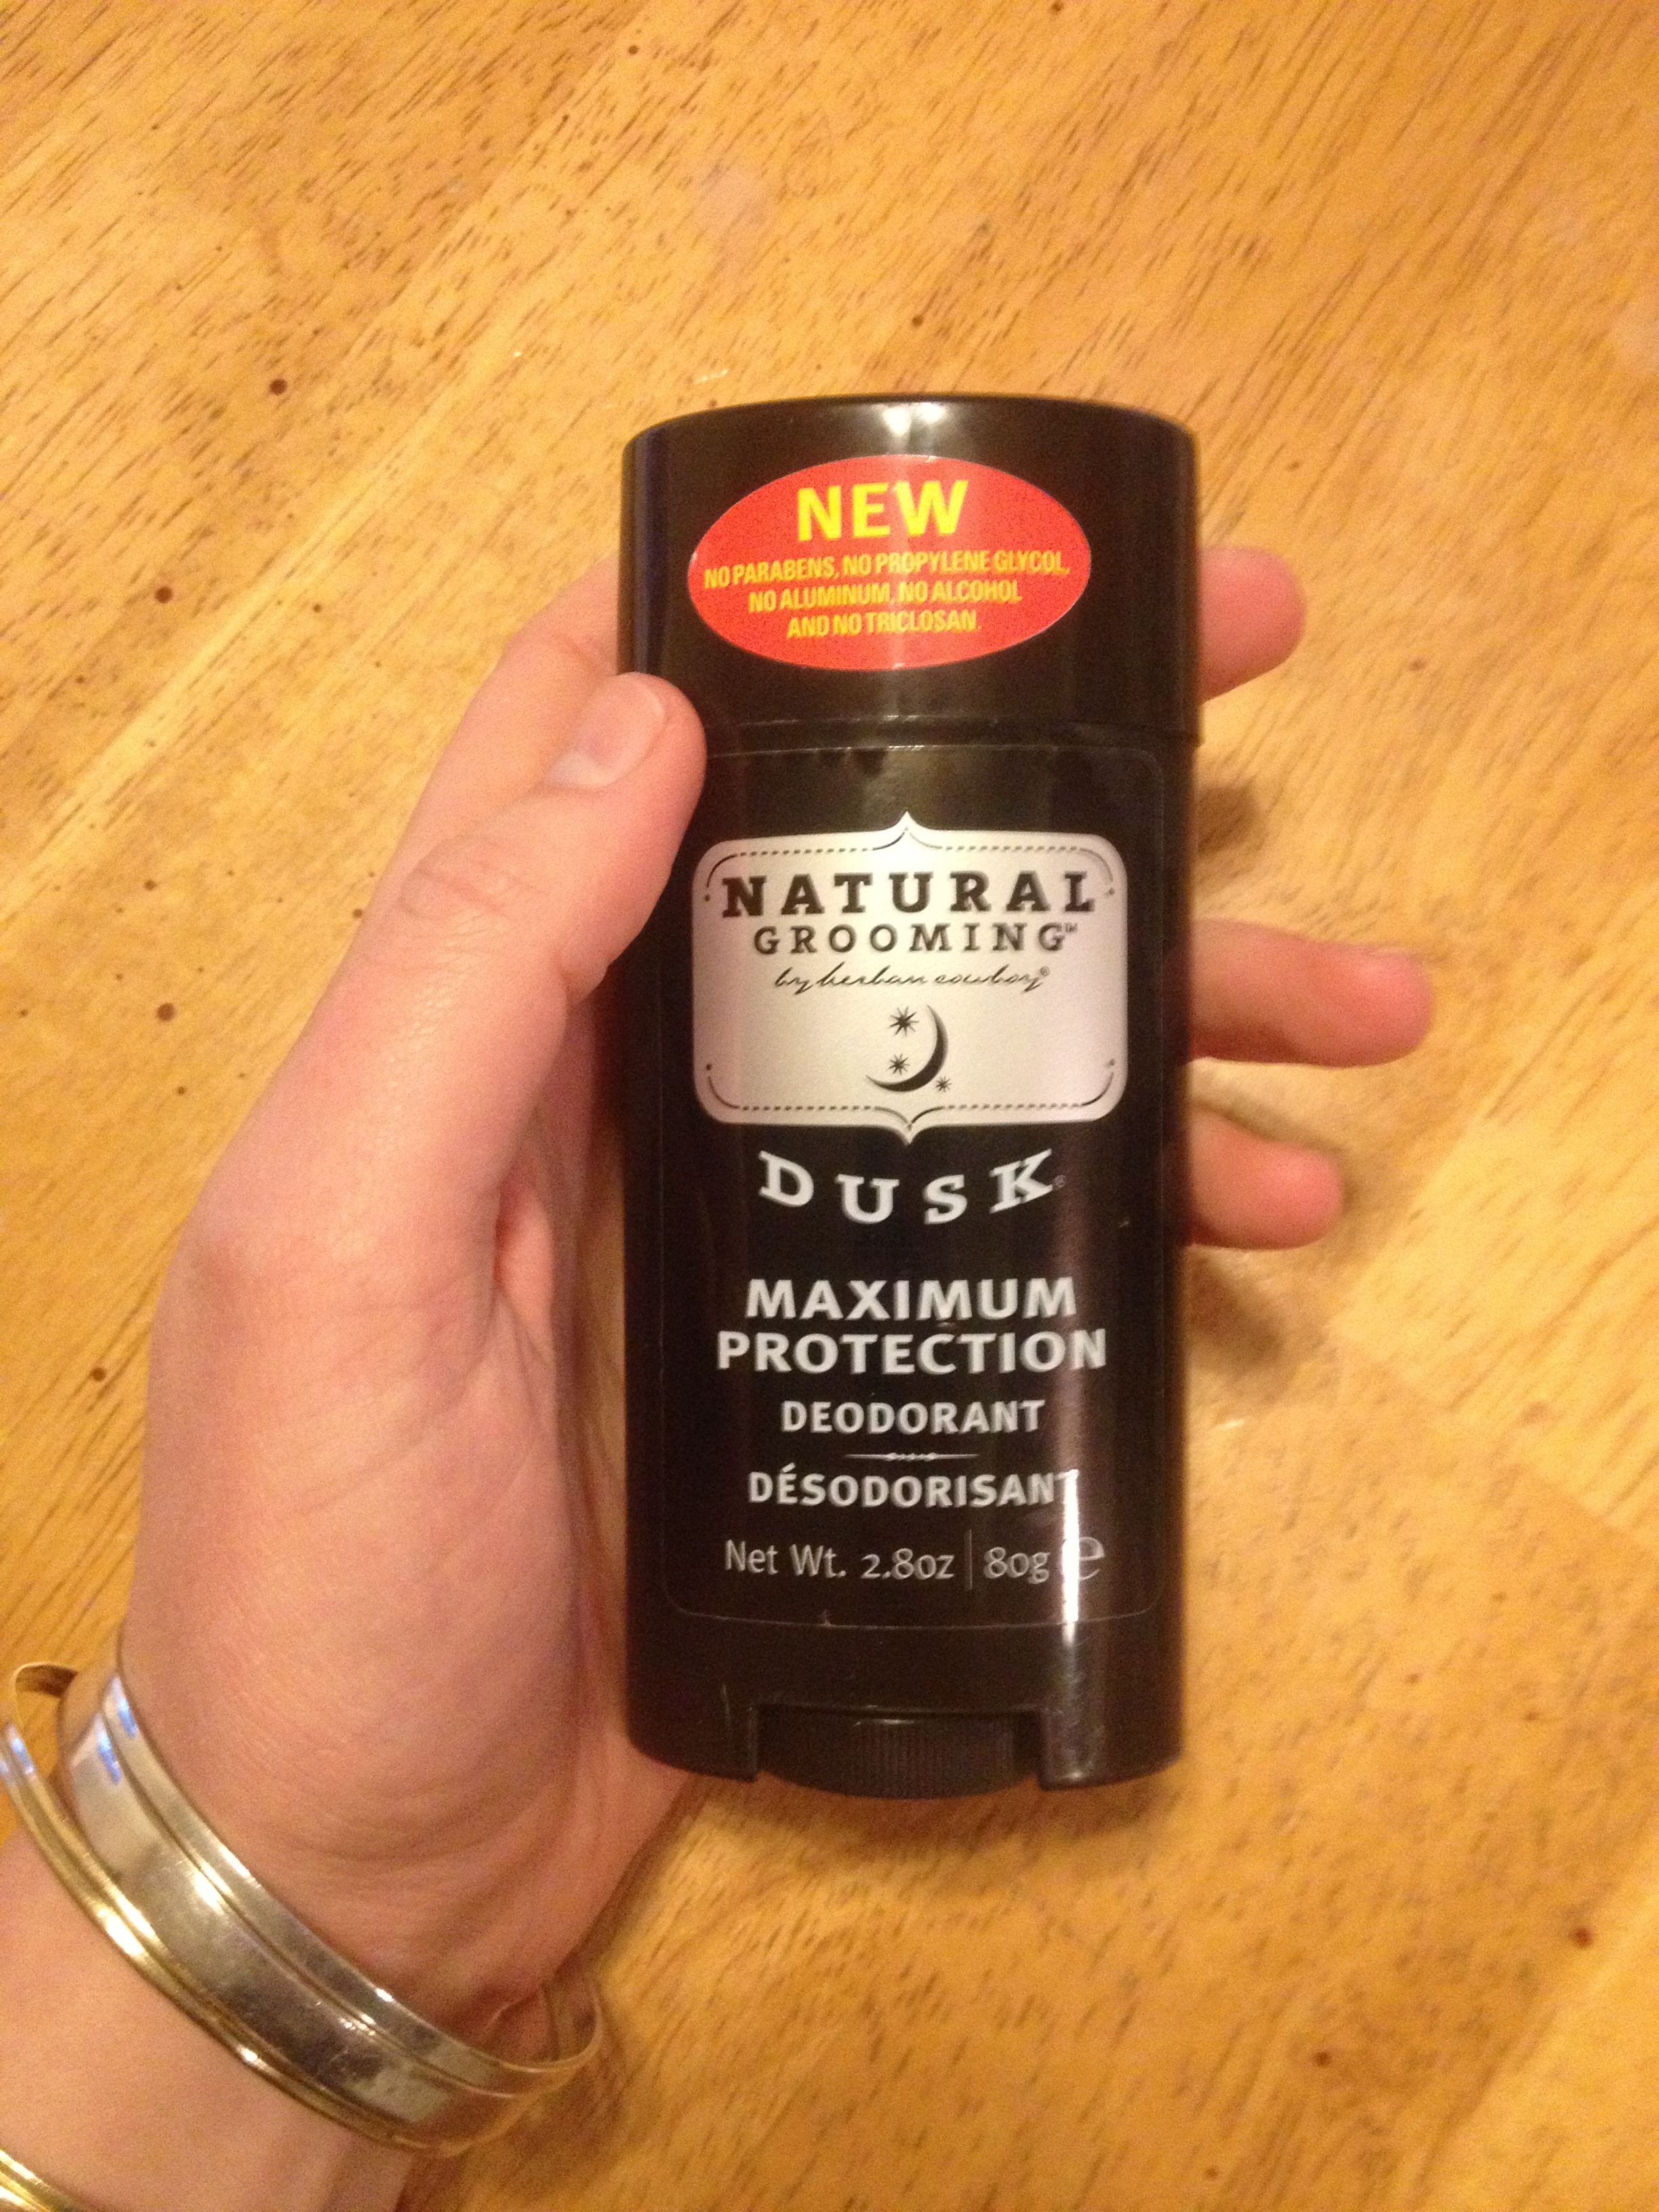 NEW
NO PARABENS, NO PROPYLENE GLYCOL,
NO ALUMINUM, NO ALCOHOL
AND NO TRICLOSAN.
NATURAL
GROOMING™
by herban cowboy®
DUSK®
MAXIMUM
PROTECTION
DEODORANT
DÉSODORISANT
Net Wt. 2.8oz | 80g e